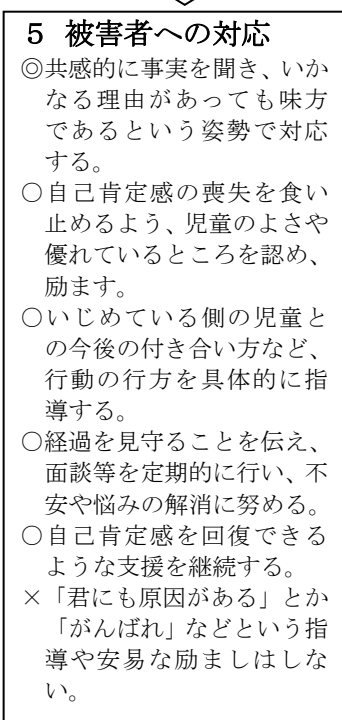 5 被害者への対応
◎共感的に事実を聞き、いか
なる理由があっても味方
であるという姿勢で対応
する。
○自己肯定感の喪失を食い
止めるよう、児童のよさや
優れているところを認め、
励ます。
○いじめている側の児童と
の今後の付き合い方など、
行動の行方を具体的に指
導する。
○経過を見守ることを伝え、
面談等を定期的に行い、不
安や悩みの解消に努める。
○自己肯定感を回復できる
ような支援を継続する。
×「君にも原因がある」とか
「がんばれ」などという指
導や安易な励ましはしな
い。